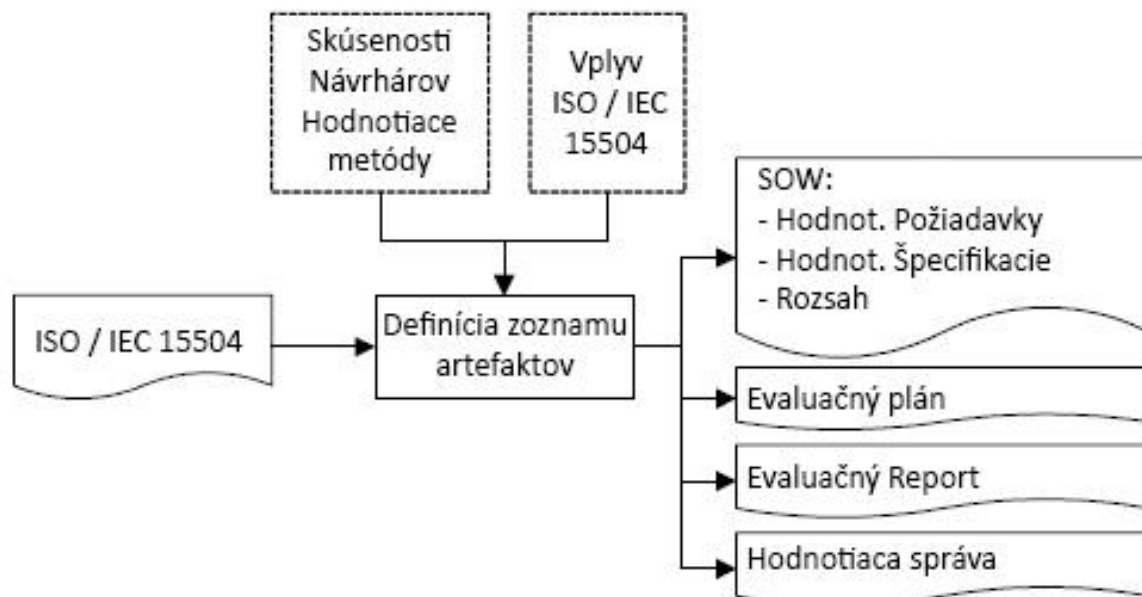 Skúsenosti
Návrhárov
Hodnotiace
metódy
Vplyv
ISO / IEC
15504
SOW:
- Hodnot. Požiadavky
- Hodnot. Špecifikacie
- Rozsah
ISO / IEC 15504
Definícia zoznamu
artefaktov
Evaluačný plán
Evaluačný Report
Hodnotiaca správa